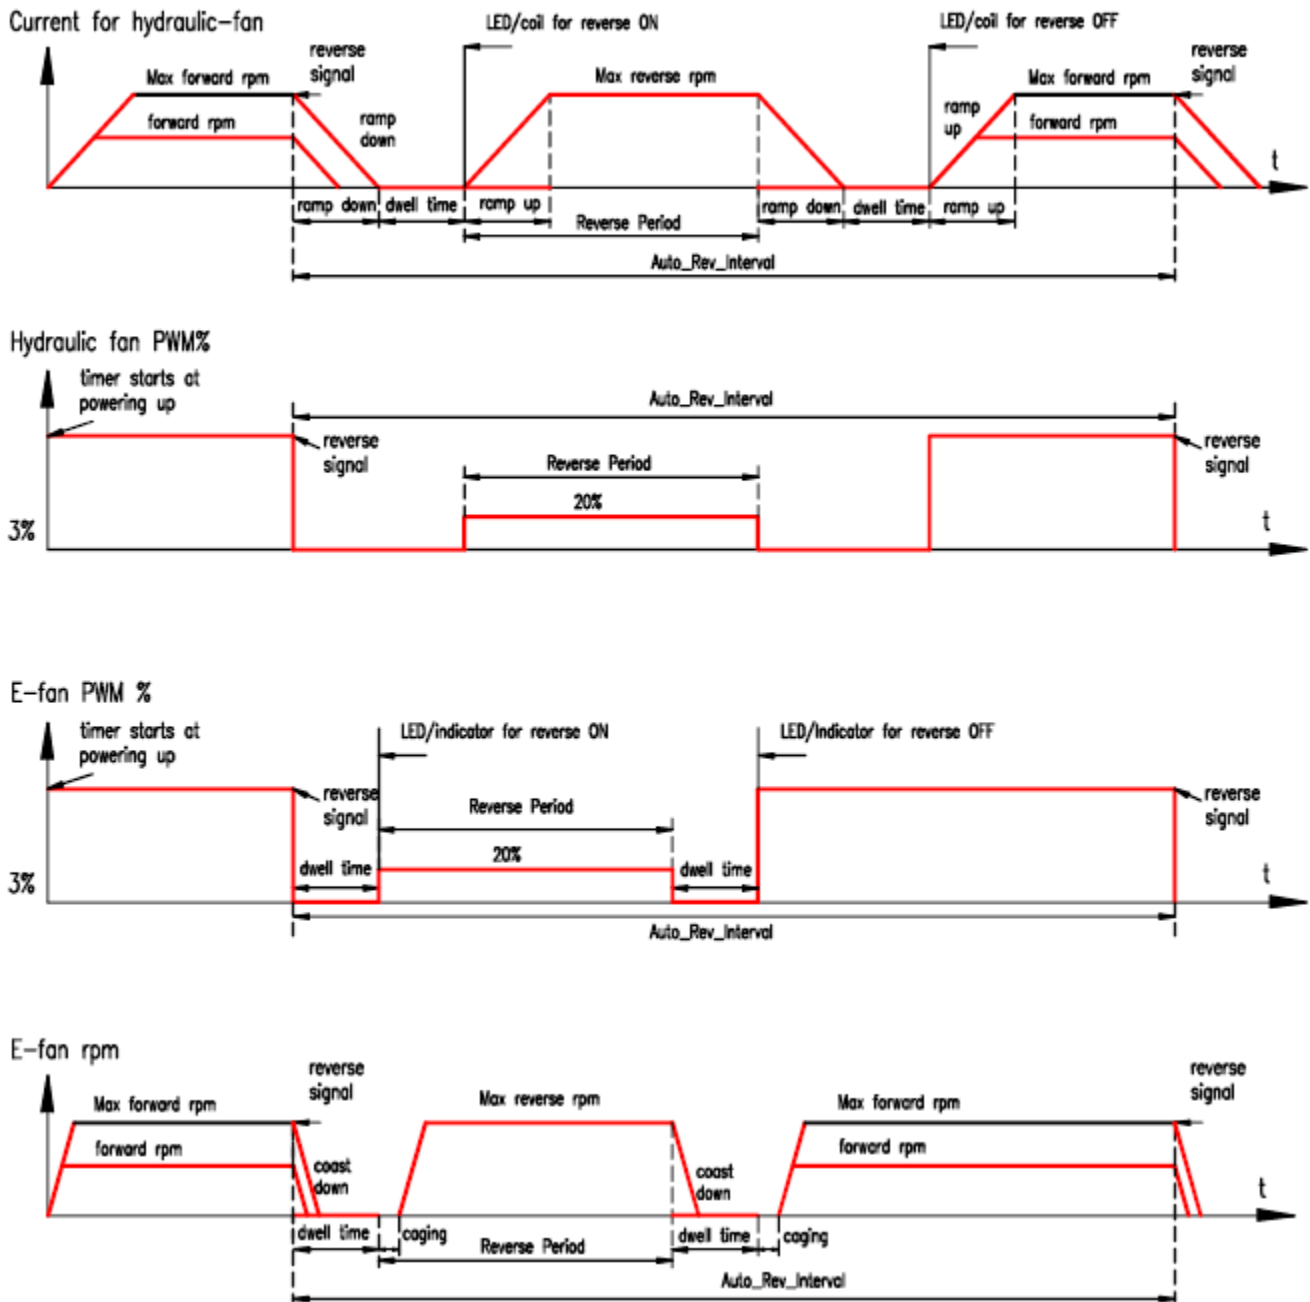 Current for hydraulic-fan
LED/coil for reverse ON
LED/coil for reverse OFF
reverse
signal
reverse
signal
Max forward rpm
Max reverse rpm
Max forward rpm
forward rpm
ramp
down
ramp
up
forward rpm
t
ramp down
dwell time
ramp up
ramp down
dwell time
ramp up
Reverse Period
Auto_Rev_Interval
Hydraulic fan PWM%
timer starts at
powering up
Auto_Rev_Interval
reverse
signal
reverse
signal
Reverse Period
20%
3%
t
E-fan PWM %
timer starts at
powering up
LED/indicator for reverse ON
LED/Indicator for reverse OFF
reverse
signal
reverse
signal
Reverse Period
20%
dwell time
dwell time
3%
t
Auto_Rev_Interval
E-fan rpm
reverse
signal
reverse
signal
Max forward rpm
Max reverse rpm
Max forward rpm
forward rpm
forward rpm
coast
down
coast
down
t
dwell time
caging
Reverse Period
dwell time
caging
Auto_Rev_Interval